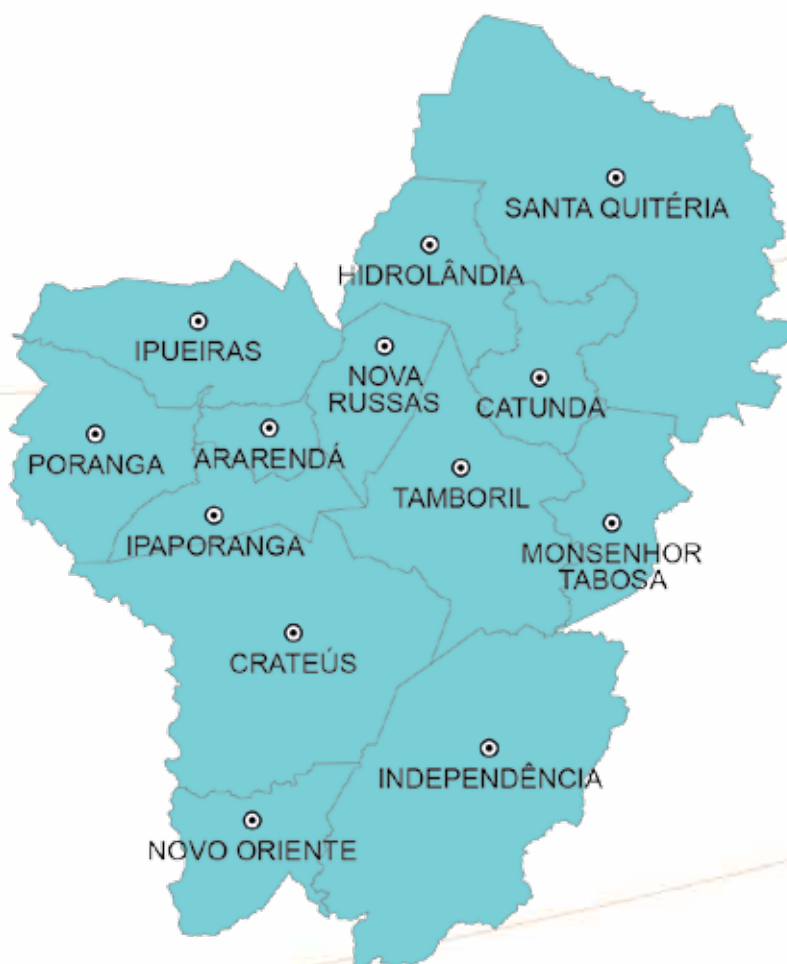 SANTA QUITÉRIA
HIDROLÂNDIA
IPUEIRAS
NOVA
RUSSAS
CATUNDA
PORANGA
ARARENDÁ
TAMBORIL
IPAPORANGA
MONSENHOR
TABOSA
CRATEÚS
INDEPENDÊNCIA
NOVO ORIENTE